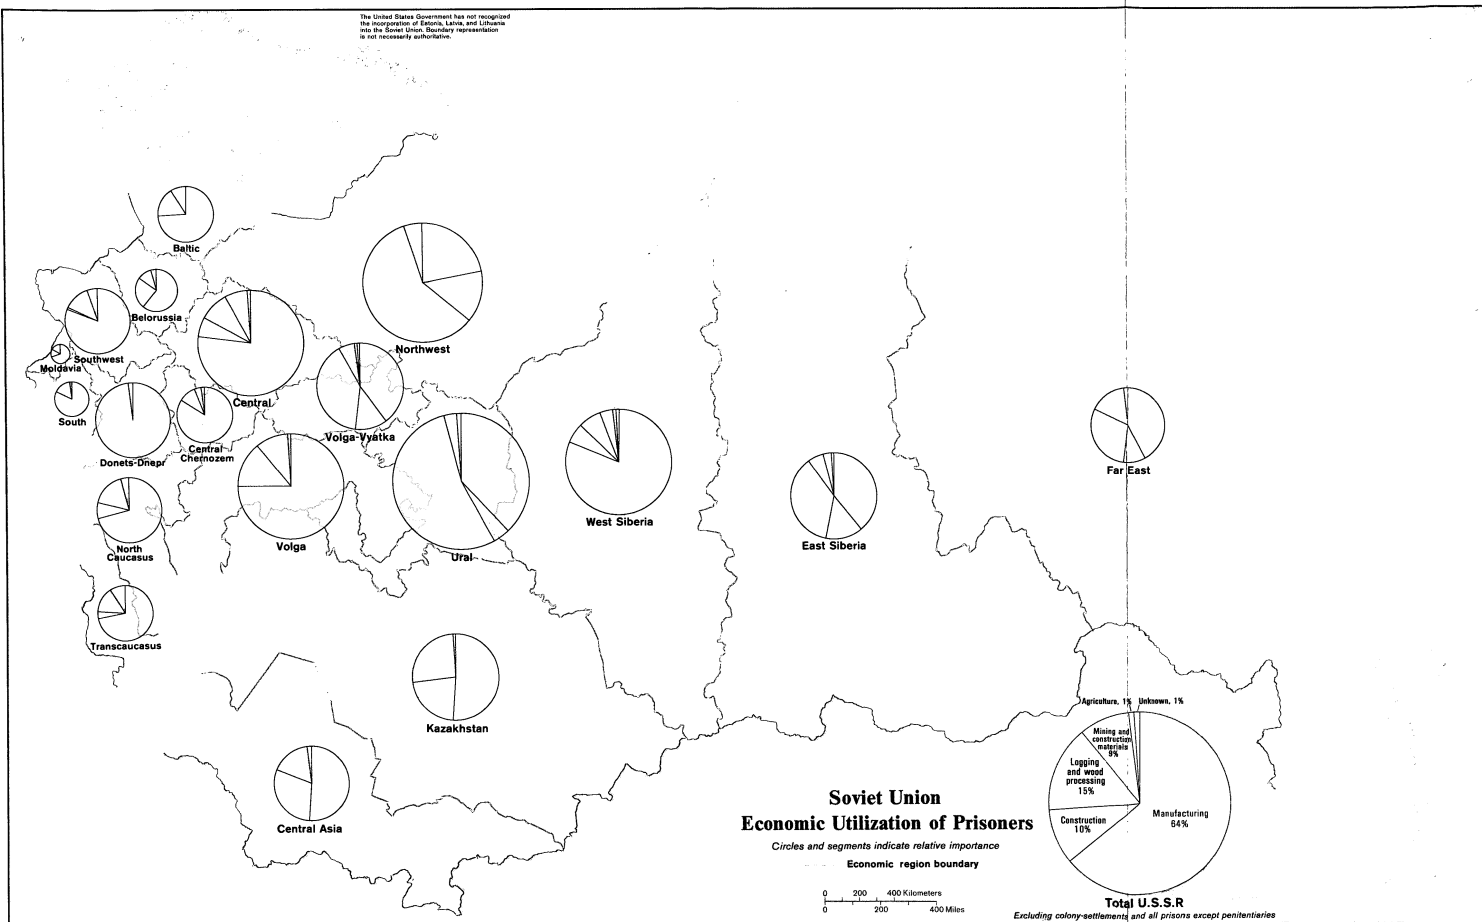 The United States Government has not recognized
the incorporation of Estonia, Latvia, and Lithuania
into the Soviet Union. Boundary representation
is not necessarily authoritative.
Baltic
Belorussia
Southwest
Moldavia
South
Central
Northwest
Volga-Vyatka
Donets-Dnepr
Central
Chernozem
North
Caucasus
Volga
Ural
West Siberia
East Siberia
Far East
Transcaucasus
Kazakhstan
Central Asia
Soviet Union
Economic Utilization of Prisoners
Circles and segments indicate relative importance
Economic region boundary
0 200 400 Kilometers
0 200 400 Miles
Agriculture, 1%
Unknown, 1%
Mining and
construction
materials
9%
Logging
and wood
processing
15%
Construction
10%
Manufacturing
64%
Total U.S.S.R
Excluding colony-settlements and all prisons except penitentiaries